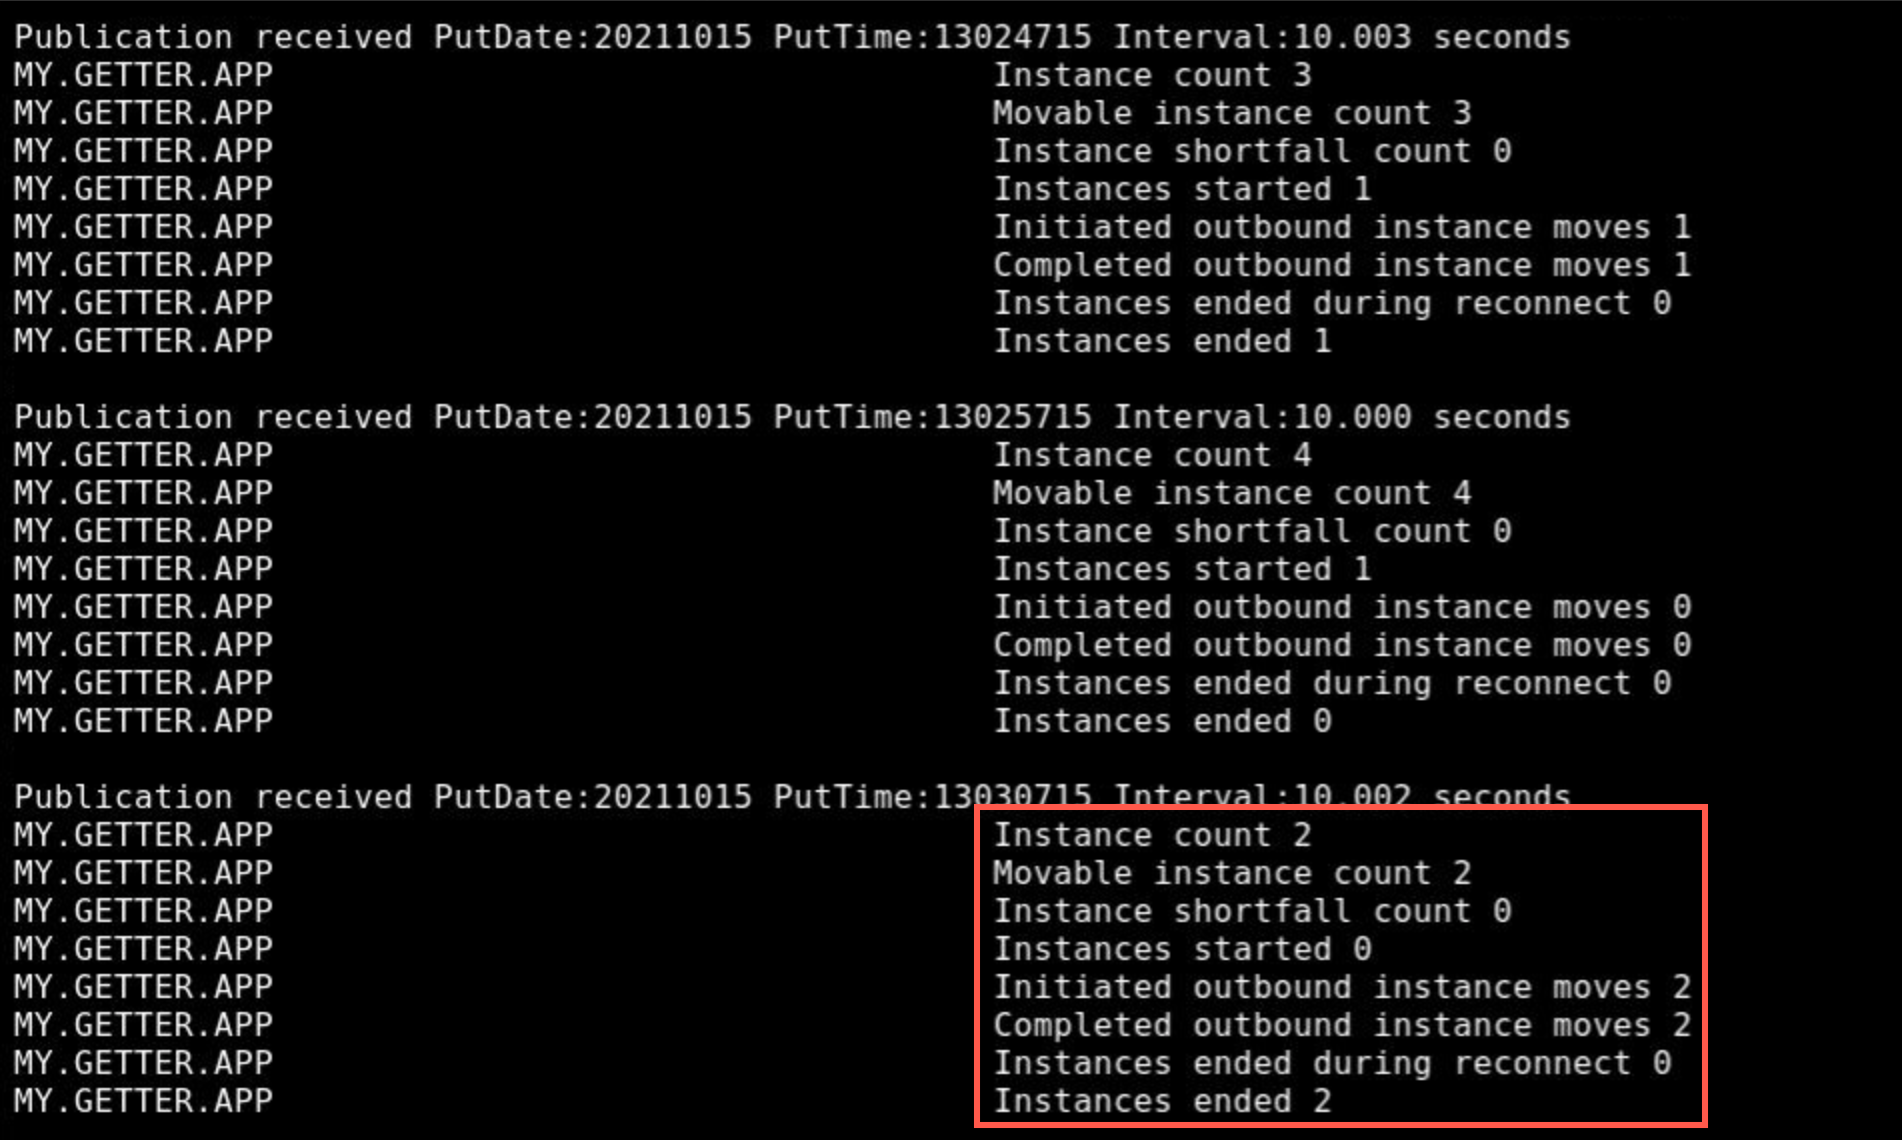 Publication received PutDate:20211015 PutTime:13024715 Interval:10.003 seconds
MY.GETTER.APP Instance count 3
MY.GETTER.APP Movable instance count 3
MY.GETTER.APP Instance shortfall count 0
MY.GETTER.APP Instances started 1
MY.GETTER.APP Initiated outbound instance moves 1
MY.GETTER.APP Completed outbound instance moves 1
MY.GETTER.APP Instances ended during reconnect 0
MY.GETTER.APP Instances ended 1
Publication received PutDate:20211015 PutTime:13025715 Interval:10.000 seconds
MY.GETTER.APP Instance count 4
MY.GETTER.APP Movable instance count 4
MY.GETTER.APP Instance shortfall count 0
MY.GETTER.APP Instances started 1
MY.GETTER.APP Initiated outbound instance moves 0
MY.GETTER.APP Completed outbound instance moves 0
MY.GETTER.APP Instances ended during reconnect 0
MY.GETTER.APP Instances ended 0
Publication received PutDate:20211015 PutTime:13030715 Interval:10.002 seconds
MY.GETTER.APP Instance count 2
MY.GETTER.APP Movable instance count 2
MY.GETTER.APP Instance shortfall count 0
MY.GETTER.APP Instances started 0
MY.GETTER.APP Initiated outbound instance moves 2
MY.GETTER.APP Completed outbound instance moves 2
MY.GETTER.APP Instances ended during reconnect 0
MY.GETTER.APP Instances ended 2